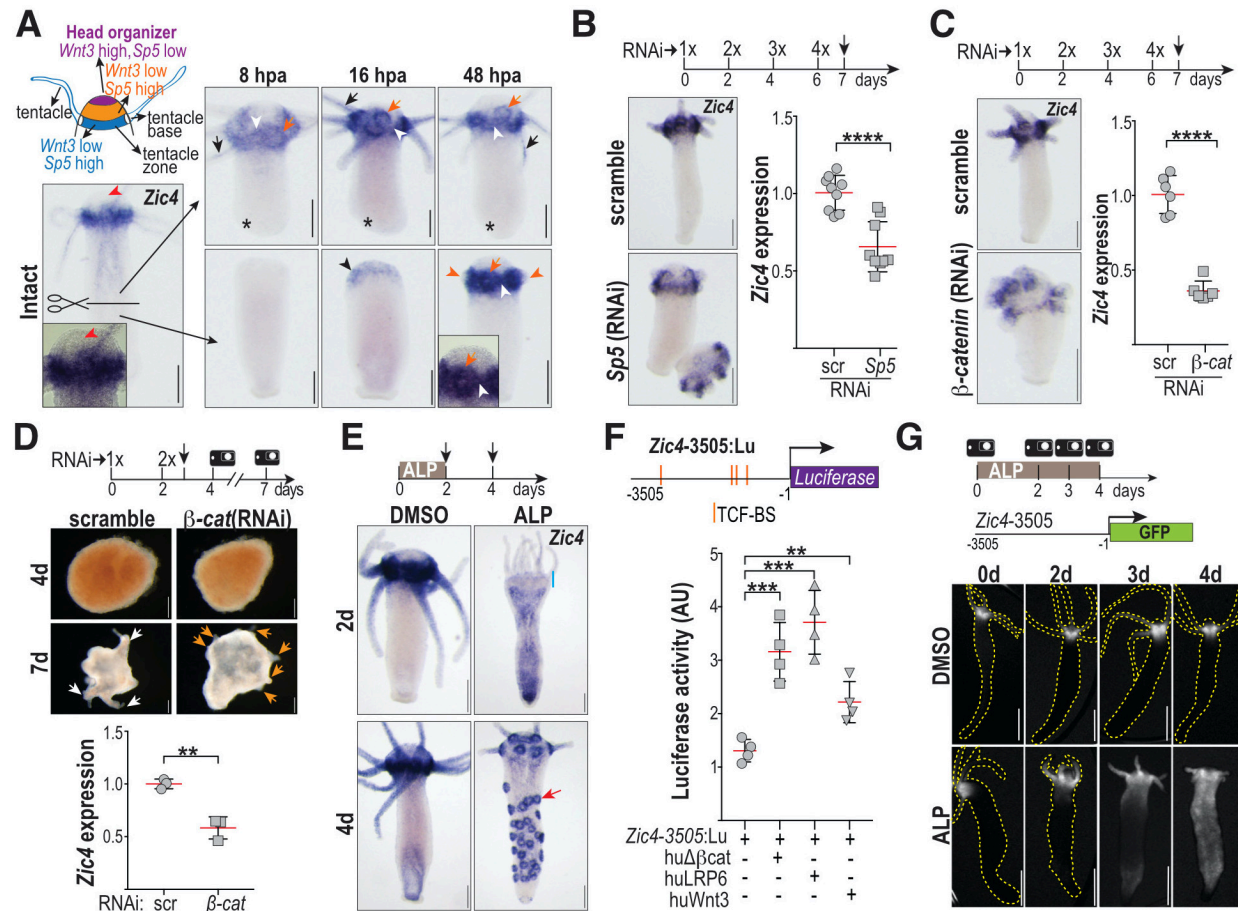 A
Head organizer
Wnt3 high, Sp5 low
Wnt3 low
Sp5 high
tentacle
tentacle
base
Wnt3 low
Sp5 high
tentacle
zone
8 hpa
16 hpa
48 hpa
Intact
Zic4
*
*
*
B
RNAi→1x 2x 3x 4x
0 2 4 6 7 days
scramble
Zic4
Sp5 (RNAi)
Zic4 expression
1.5
1.0
0.5
****
scr Sp5
RNAi
C
RNAi→1x 2x 3x 4x
0 2 4 6 7 days
scramble
Zic4
β-catenin (RNAi)
Zic4 expression
1.5
1.0
0.5
****
scr β-cat
RNAi
D
RNAi→1x 2x
0 2 4 7 days
scramble β-cat(RNAi)
4d
7d
Zic4 expression
1.5
1.0
0.5
**
RNAi: scr β-cat
E
ALP
0 2 4 days
DMSO ALP
Zic4
2d
4d
F
Zic4-3505:Lu
Luciferase
-3505 -1
TCF-BS
Luciferase activity (AU)
5
4
3
2
1
**
***
***
Zic4-3505:Lu + + + +
huΔβcat - + - -
huLRP6 - - + -
huWnt3 - - - +
G
ALP
0 2 3 4 days
Zic4-3505
-3505 -1
GFP
0d 2d 3d 4d
DMSO
ALP